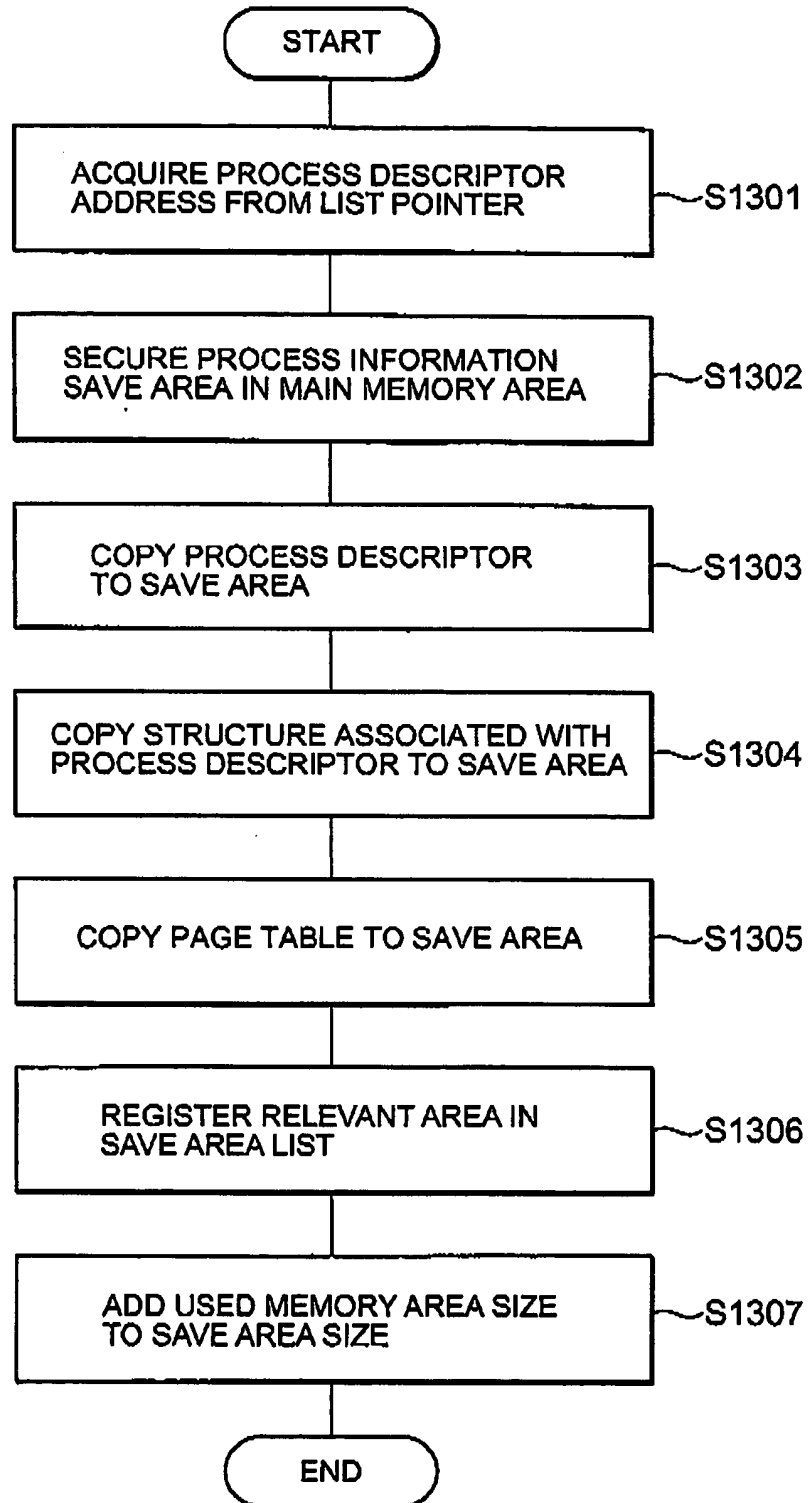 START
ACQUIRE PROCESS DESCRIPTOR
ADDRESS FROM LIST POINTER
S1301
SECURE PROCESS INFORMATION
SAVE AREA IN MAIN MEMORY AREA
S1302
COPY PROCESS DESCRIPTOR
TO SAVE AREA
S1303
COPY STRUCTURE ASSOCIATED WITH
PROCESS DESCRIPTOR TO SAVE AREA
S1304
COPY PAGE TABLE TO SAVE AREA
S1305
REGISTER RELEVANT AREA IN
SAVE AREA LIST
S1306
ADD USED MEMORY AREA SIZE
TO SAVE AREA SIZE
S1307
END